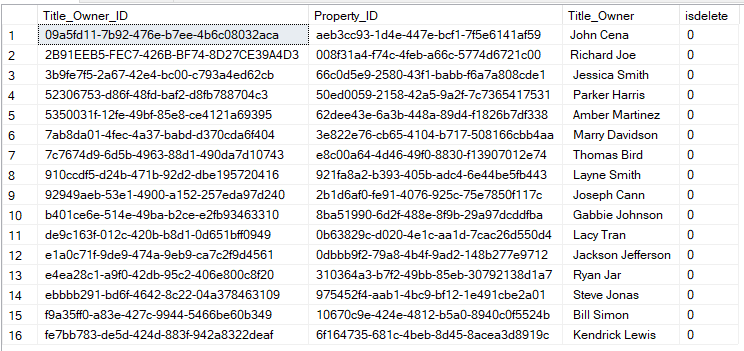 Title_Owner_ID Property_ID Title_Owner isdelete
1 09a5fd11-7b92-476e-b7ee-4b6c08032aca aeb3cc93-1d4e-447e-bcf1-7f5e6141af59 John Cena 0
2 2B91EEB5-FEC7-426B-BF74-8D27CE39A4D3 008f31a4-f74c-4feb-a66c-5774d6721c00 Richard Joe 0
3 3b9fe7f5-2a67-42e4-bc00-c793a4ed62cb 66c0d5e9-2580-43f1-babb-f6a7a808cde1 Jessica Smith 0
4 52306753-d86f-48fd-baf2-d8fb788704c3 50ed0059-2158-42a5-9a2f-7c7365417531 Parker Harris 0
5 5350031f-12fe-49bf-85e8-ce4121a69395 62dee43e-6a3b-448a-89d4-f1826b7df338 Amber Martinez 0
6 7ab8da01-4fec-4a37-babd-d370cda6f404 3e822e76-cb65-4104-b717-508166cbb4aa Marry Davidson 0
7 7c7674d9-6d5b-4963-88d1-490da7d10743 e8c00a64-4d46-49f0-8830-f13907012e74 Thomas Bird 0
8 910ccdf5-d24b-471b-92d2-dbe195720416 921fa8a2-b393-405b-adc4-6e44be5fb443 Layne Smith 0
9 92949aeb-53e1-4900-a152-257eda97d240 2b1d6af0-fe91-4076-925c-75e7850f117c Joseph Cann 0
10 b401ce6e-514e-49ba-b2ce-e2fb93463310 8ba51990-6d2f-488e-8f9b-29a97dcddfba Gabbie Johnson 0
11 de9c163f-012c-420b-b8d1-0d651bff0949 0b63829c-d020-4e1c-aa1d-7cac26d550d4 Lacy Tran 0
12 e1a0c71f-9de9-474a-9eb9-ca7c2f9d4561 0dbbb9f2-79a8-4b4f-9ad2-148b277e9712 Jackson Jefferson 0
13 e4ea28c1-a9f0-42db-95c2-406e800c8f20 310364a3-b7f2-49bb-85eb-30792138d1a7 Ryan Jar 0
14 ebbbb291-bd6f-4642-8c22-04a378463109 975452f4-aab1-4bc9-bf12-1e491cbe2a01 Steve Jonas 0
15 f9a35ff0-a83e-427c-9944-5466be60b349 10670c9e-424e-4812-b5a0-8940c0f5524b Bill Simon 0
16 fe7bb783-de5d-424d-883f-942a8322deaf 6f164735-681c-4beb-8d45-8acea3d8919c Kendrick Lewis 0